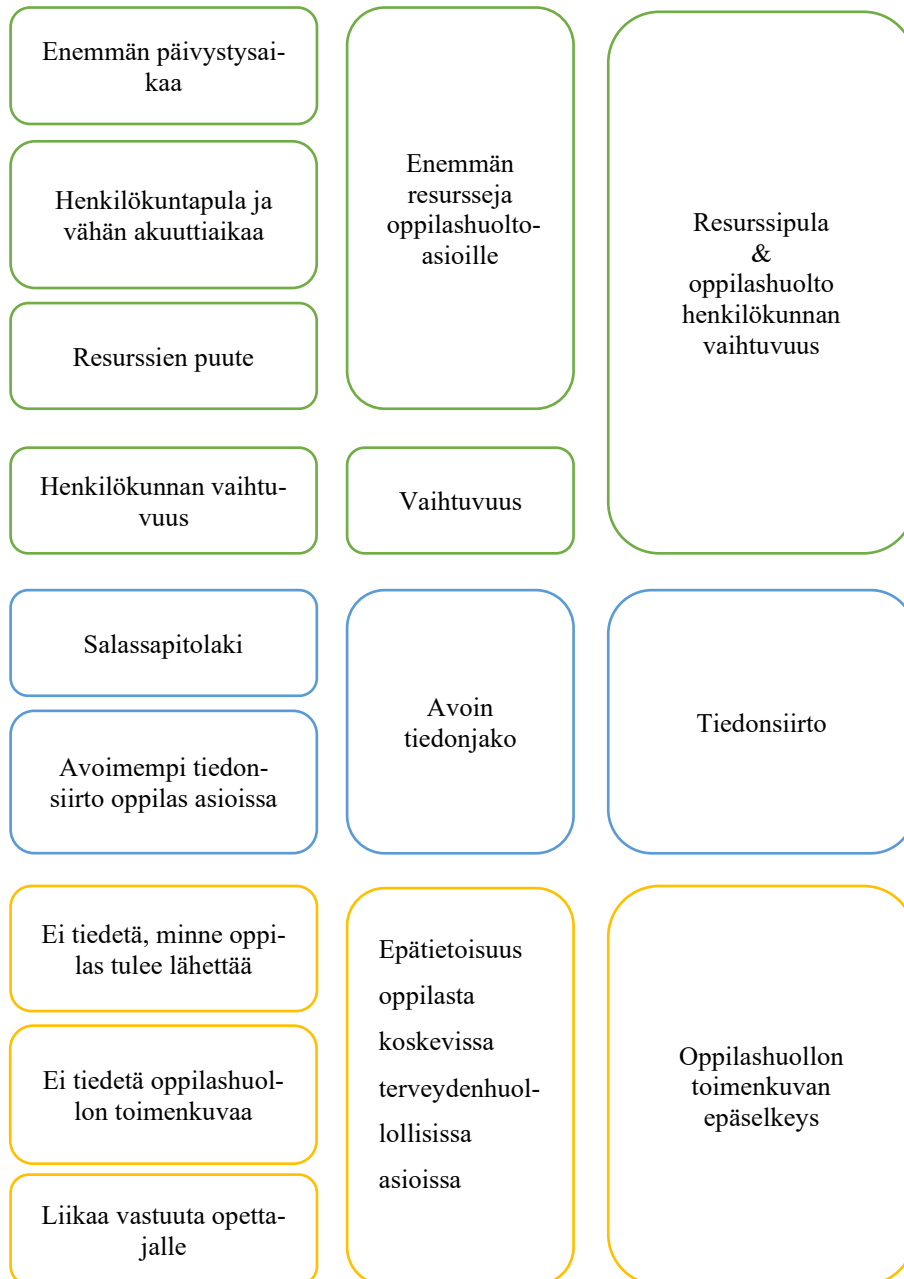 Enemmän päivystysai-
kaa
Henkilökuntapula ja
vähän akuuttiaikaa
Resurssien puute
Enemmän
resursseja
oppilashuolto-
asioille
Henkilökunnan vaihtu-
vuus
Vaihtuvuus
Resurssipula
&
oppilashuolto
henkilökunnan
vaihtuvuus
Salassapitolaki
Avoimempi tiedon-
siirto oppilas asioissa
Avoin
tiedonjako
Tiedonsiirto
Ei tiedetä, minne oppi-
las tulee lähettää
Ei tiedetä oppilashuol-
lon toimenkuvaa
Liikaa vastuuta opetta-
jalle
Epätietoisuus
oppilasta
koskevissa
terveydenhuol-
lollisissa
asioissa
Oppilashuollon
toimenkuvan
epäselkeys